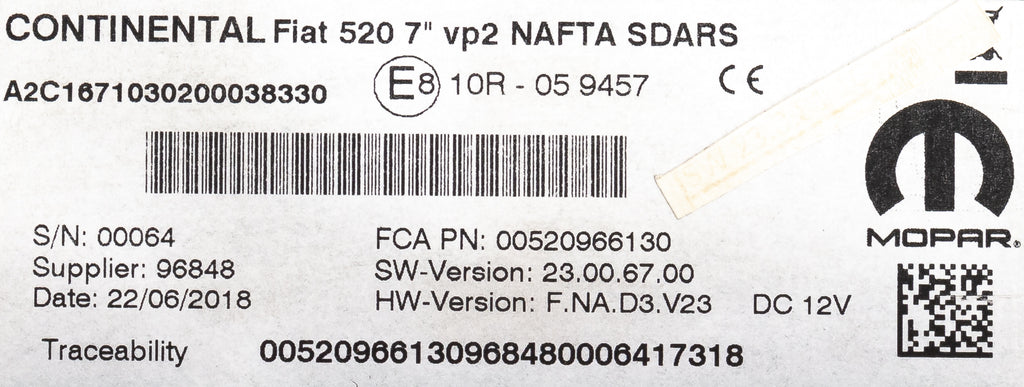 CONTINENTAL Fiat 520 7" vp2 NAFTA SDARS
A2C1671030200038330
E8 10R - 05 9457
CE
MOPAR®
S/N: 00064
Supplier: 96848
Date: 22/06/2018
FCA PN: 00520966130
SW-Version: 23.00.67.00
HW-Version: F.NA.D3.V23 DC 12V
Traceability 00520966130968480006417318